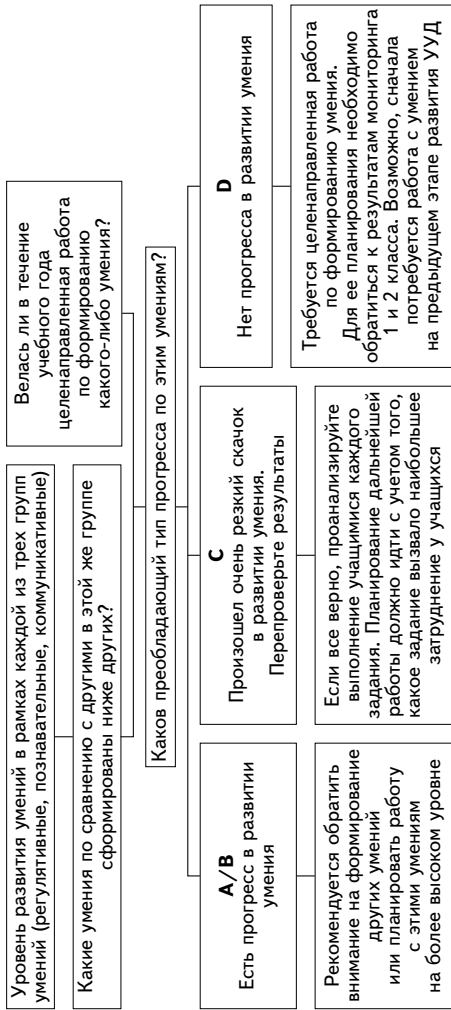 Уровень развития умений в рамках каждой из трех групп
умений (регулятивные, познавательные, коммуникативные)
Какие умения по сравнению с другими в этой же группе
сформированы ниже других?
Велась ли в течение
учебного года
целенаправленная работа
по формированию
какого-либо умения?
Каков преобладающий тип прогресса по этим умениям?
A/B
Есть прогресс в развитии
умения
Рекомендуется обратить
внимание на формирование
других умений
или планировать работу
с этими умениям
на более высоком уровне
C
Произошел очень резкий скачок
в развитии умения.
Перепроверьте результаты
Если все верно, проанализируйте
выполнение учащимися каждого
задания. Планирование дальнейшей
работы должно идти с учетом того,
какое задание вызвало наибольшее
затруднение у учащихся
D
Нет прогресса в развитии умения
Требуется целенаправленная работа
по формированию умения.
Для ее планирования необходимо
обратиться к результатам мониторинга
1 и 2 класса. Возможно, сначала
потребуется работа с умением
на предыдущем этапе развития УУД